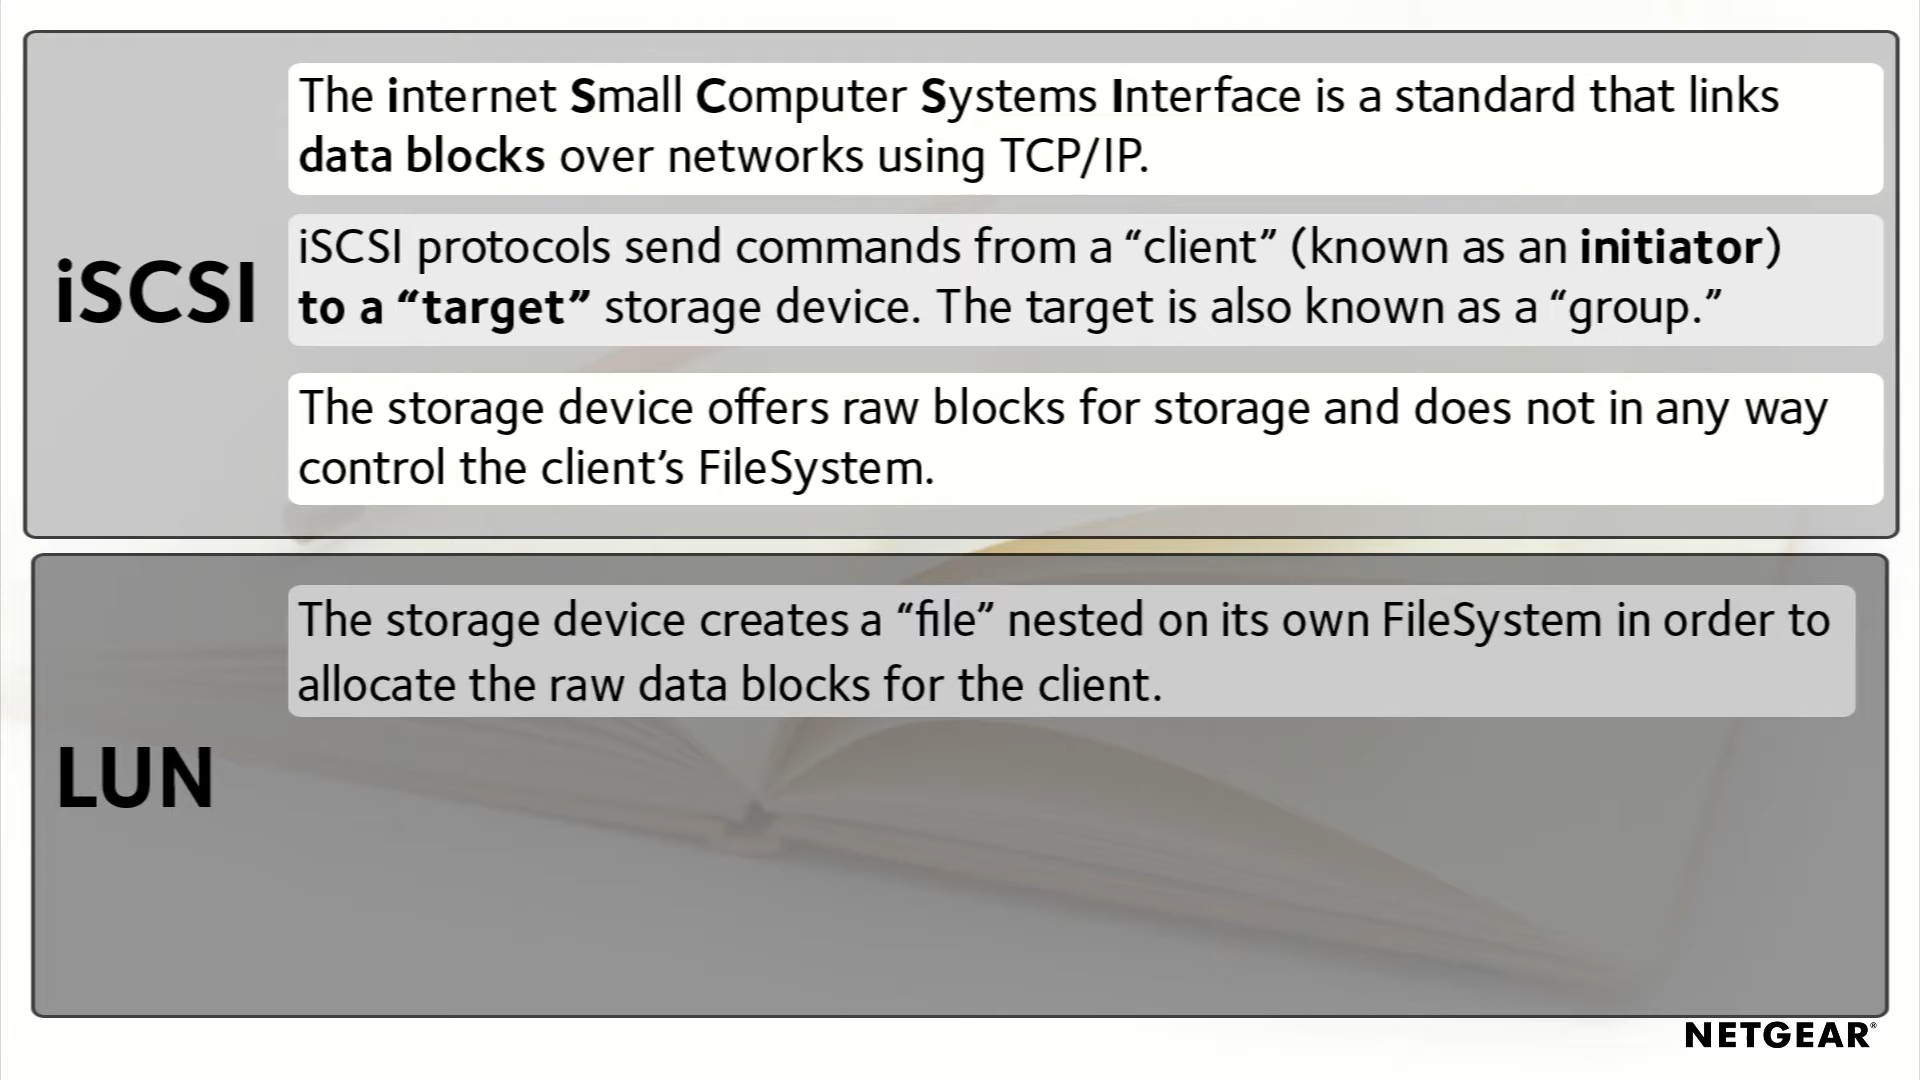 The internet Small Computer Systems Interface is a standard that links
data blocks over networks using TCP/IP.
iSCSI
iSCSI protocols send commands from a “client” (known as an initiator)
to a “target” storage device. The target is also known as a “group.”
The storage device offers raw blocks for storage and does not in any way
control the client’s FileSystem.
The storage device creates a “file” nested on its own FileSystem in order to
allocate the raw data blocks for the client.
LUN
NETGEAR®